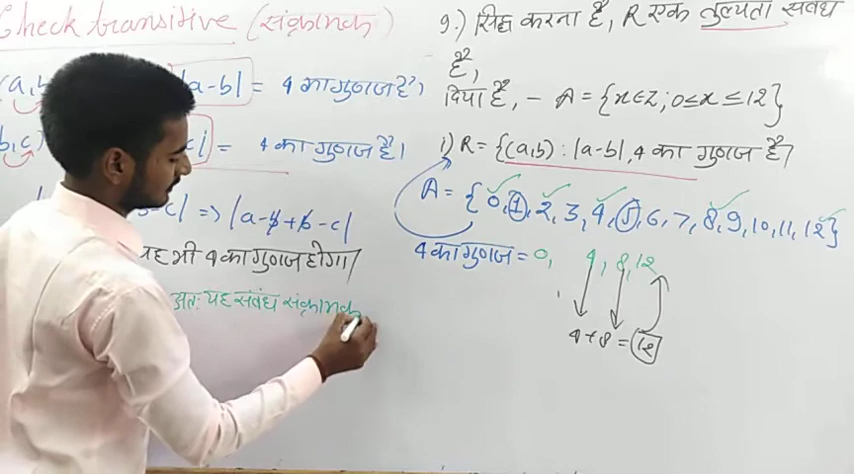 Check transitive (संक्रामक)
|a-b| = 4 का गुणज है।
b, c = 4 का गुणज है।
-c| => |a-b+b-c|
यह भी 4 का गुणज होगा।
अतः यह संबंध संक्रामक
9.) सिद्ध करना है, R एक तुल्यता संबंध
है,
दिया है, - A = {x∈Z; 0≤x≤12}
i) R = {(a,b) : |a-b|, 4 का गुणज है}
A = {0, 1, 2, 3, 4, 5, 6, 7, 8, 9, 10, 11, 12}
4 का गुणज = 0, 4, 8, 12
4+8 = 12